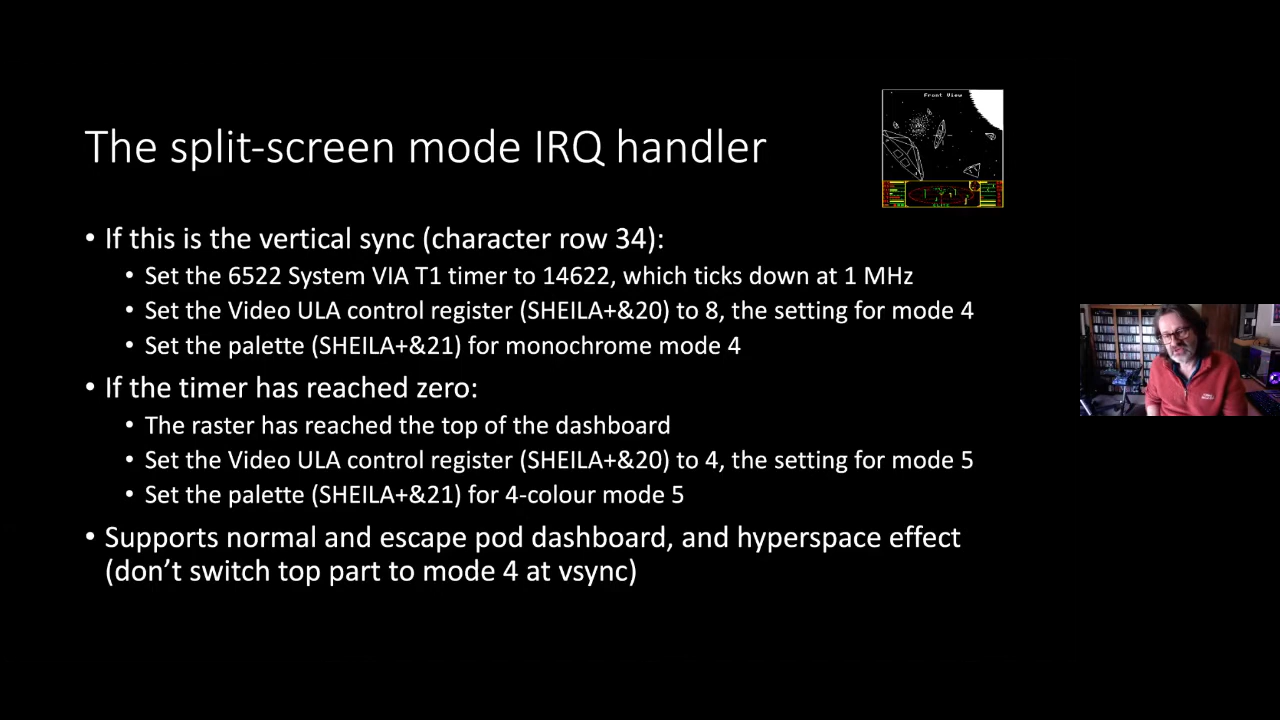 The split-screen mode IRQ handler
Front View
• If this is the vertical sync (character row 34):
• Set the 6522 System VIA T1 timer to 14622, which ticks down at 1 MHz
• Set the Video ULA control register (SHEILA+&20) to 8, the setting for mode 4
• Set the palette (SHEILA+&21) for monochrome mode 4
• If the timer has reached zero:
• The raster has reached the top of the dashboard
• Set the Video ULA control register (SHEILA+&20) to 4, the setting for mode 5
• Set the palette (SHEILA+&21) for 4-colour mode 5
• Supports normal and escape pod dashboard, and hyperspace effect
(don’t switch top part to mode 4 at vsync)